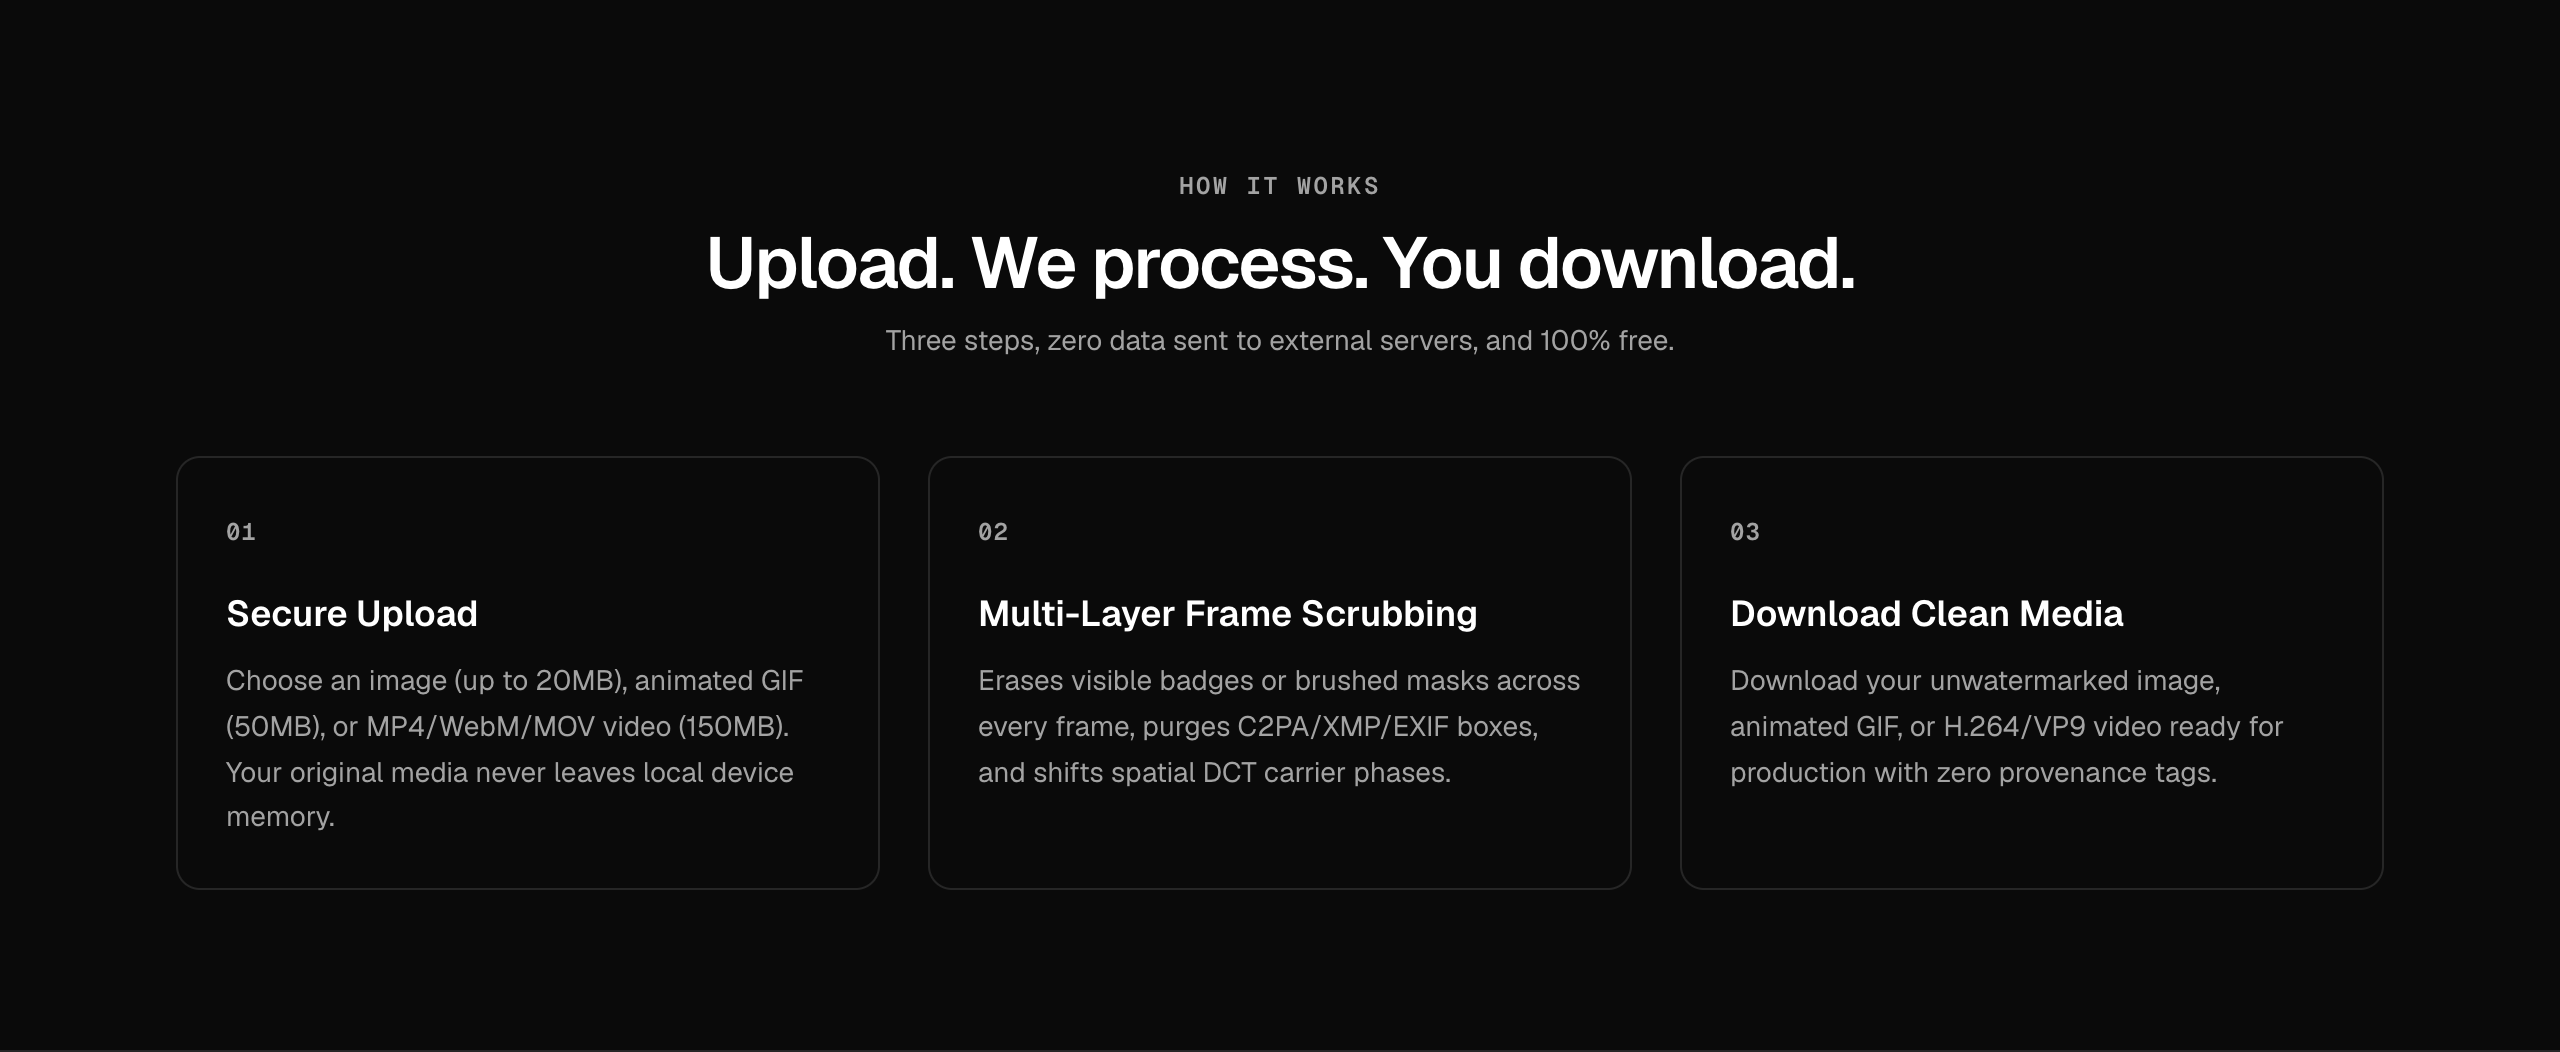 HOW IT WORKS
Upload. We process. You download.
Three steps, zero data sent to external servers, and 100% free.
01
Secure Upload
Choose an image (up to 20MB), animated GIF
(50MB), or MP4/WebM/MOV video (150MB).
Your original media never leaves local device
memory.
02
Multi-Layer Frame Scrubbing
Erases visible badges or brushed masks across
every frame, purges C2PA/XMP/EXIF boxes,
and shifts spatial DCT carrier phases.
03
Download Clean Media
Download your unwatermarked image,
animated GIF, or H.264/VP9 video ready for
production with zero provenance tags.